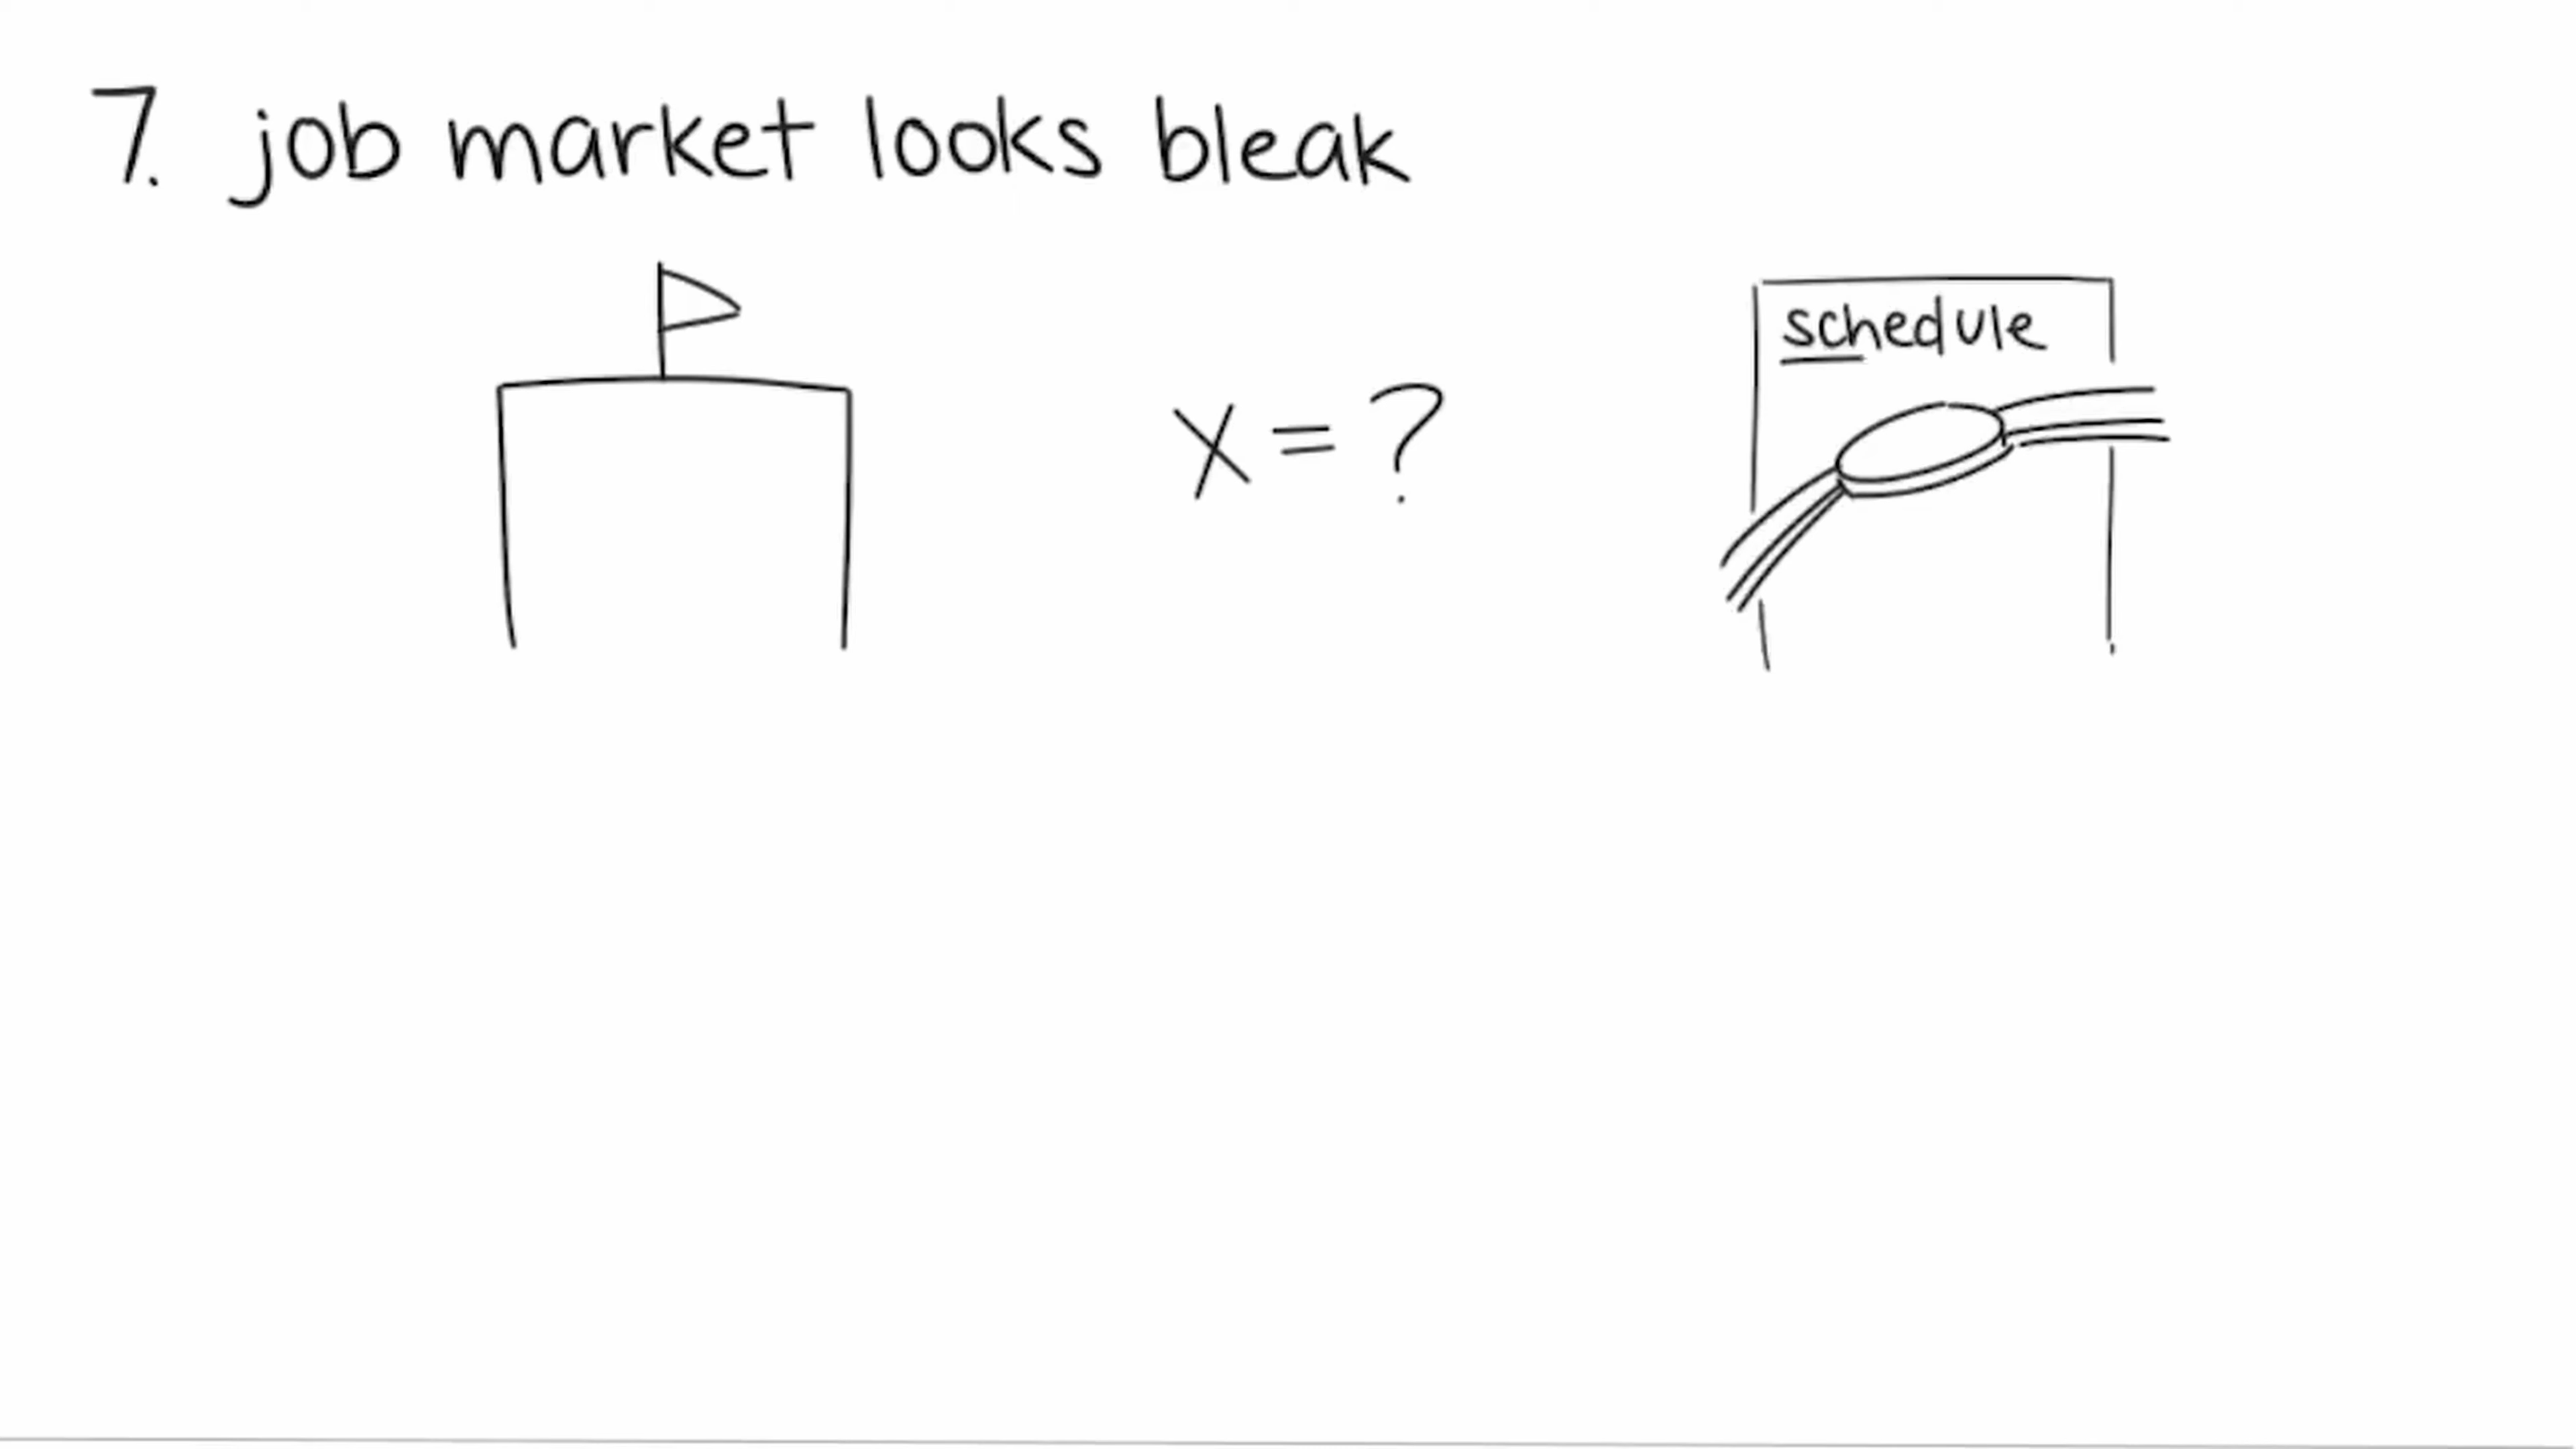 7. job market looks bleak
x = ?
schedule